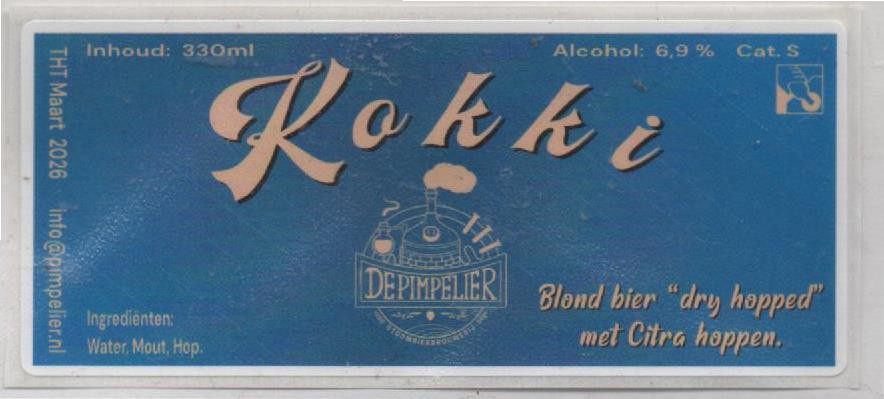 Inhoud: 330ml
Alcohol: 6,9 % Cat. S
Kokki
THT Maart 2026 info@pimpelier.nl
DE PIMPELIER
STOOMBIERBROUWERIJ
Blond bier “dry hopped”
met Citra hoppen.
Ingrediënten:
Water, Mout, Hop.